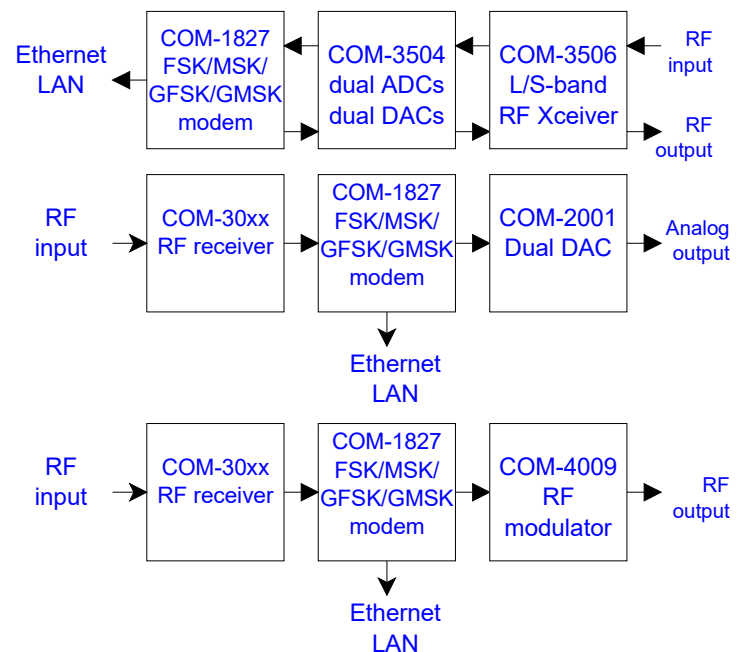 Ethernet
LAN
COM-1827
FSK/MSK/
GFSK/GMSK
modem
COM-3504
dual ADCs
dual DACs
COM-3506
L/S-band
RF Xceiver
RF
input
RF
output
RF
input
COM-30xx
RF receiver
COM-1827
FSK/MSK/
GFSK/GMSK
modem
COM-2001
Dual DAC
Analog
output
Ethernet
LAN
RF
input
COM-30xx
RF receiver
COM-1827
FSK/MSK/
GFSK/GMSK
modem
COM-4009
RF
modulator
RF
output
Ethernet
LAN